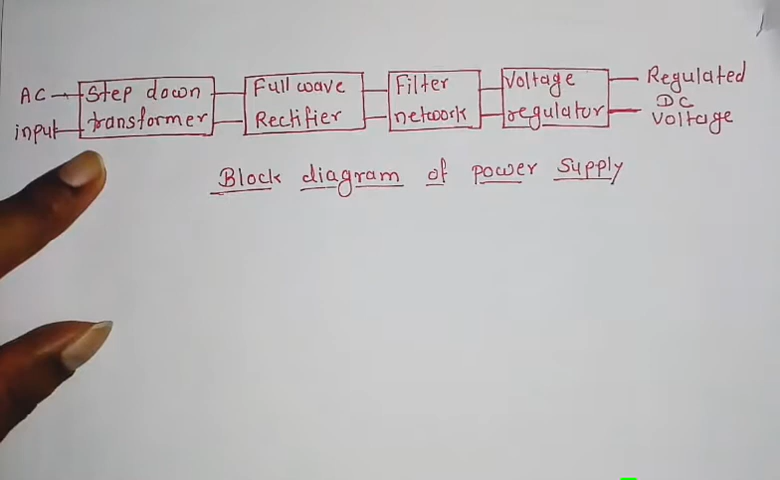 AC input
Step down transformer
Full wave Rectifier
Filter network
Voltage regulator
Regulated DC Voltage
Block diagram of power supply